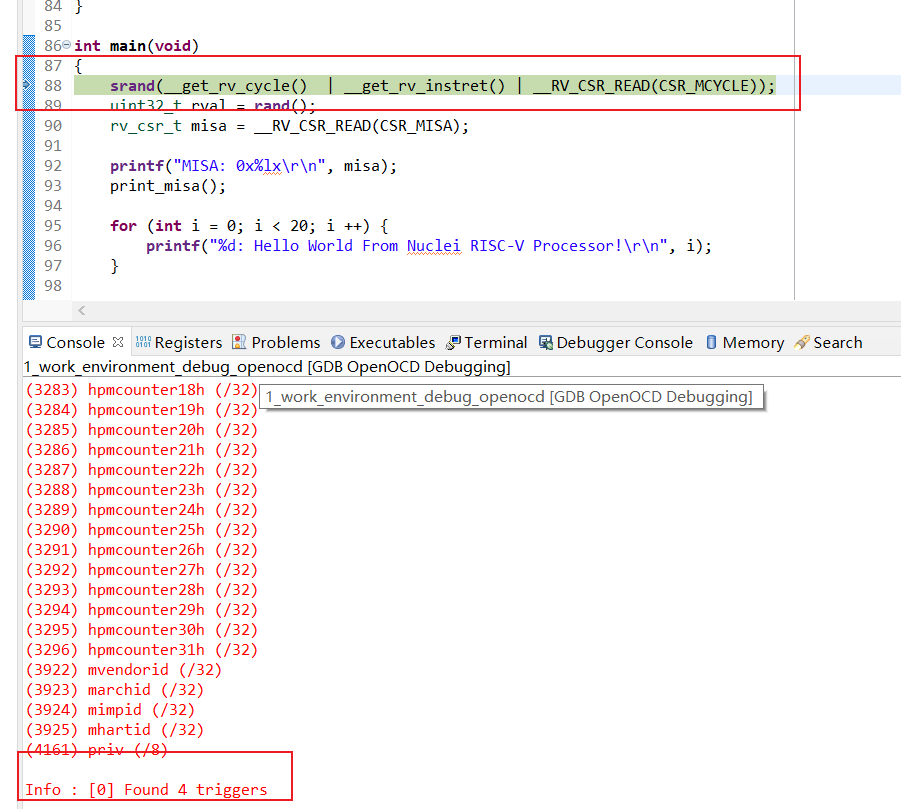 84 }
85
86 int main(void)
87 {
88     srand(__get_rv_cycle()  | __get_rv_instret() | __RV_CSR_READ(CSR_MCYCLE));
89     uint32_t rval = rand();
90     rv_csr_t misa = __RV_CSR_READ(CSR_MISA);
91
92     printf("MISA: 0x%lx\r\n", misa);
93     print_misa();
94
95     for (int i = 0; i < 20; i ++) {
96         printf("%d: Hello World From Nuclei RISC-V Processor!\r\n", i);
97     }
98
Console Registers Problems Executables Terminal Debugger Console Memory Search
1_work_environment_debug_openocd [GDB OpenOCD Debugging]
(3283) hpmcounter18h (/32)
1_work_environment_debug_openocd [GDB OpenOCD Debugging]
(3284) hpmcounter19h (/32)
(3285) hpmcounter20h (/32)
(3286) hpmcounter21h (/32)
(3287) hpmcounter22h (/32)
(3288) hpmcounter23h (/32)
(3289) hpmcounter24h (/32)
(3290) hpmcounter25h (/32)
(3291) hpmcounter26h (/32)
(3292) hpmcounter27h (/32)
(3293) hpmcounter28h (/32)
(3294) hpmcounter29h (/32)
(3295) hpmcounter30h (/32)
(3296) hpmcounter31h (/32)
(3922) mvendorid (/32)
(3923) marchid (/32)
(3924) mimpid (/32)
(3925) mhartid (/32)
(4161) priv (/8)
Info : [0] Found 4 triggers